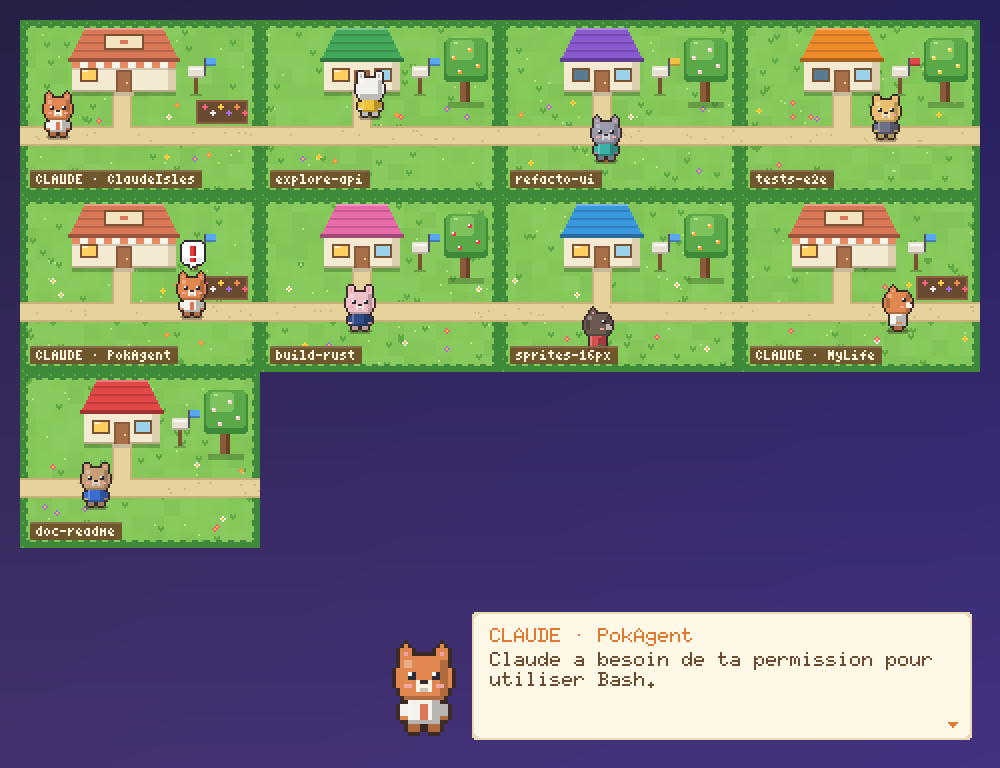 CLAUDE · ClaudeIsles
explore-api
refacto-ui
tests-e2e
!
CLAUDE · PokAgent
build-rust
sprites-16px
CLAUDE · MyLife
doc-readme
CLAUDE · PokAgent
Claude a besoin de ta permission pour
utiliser Bash.